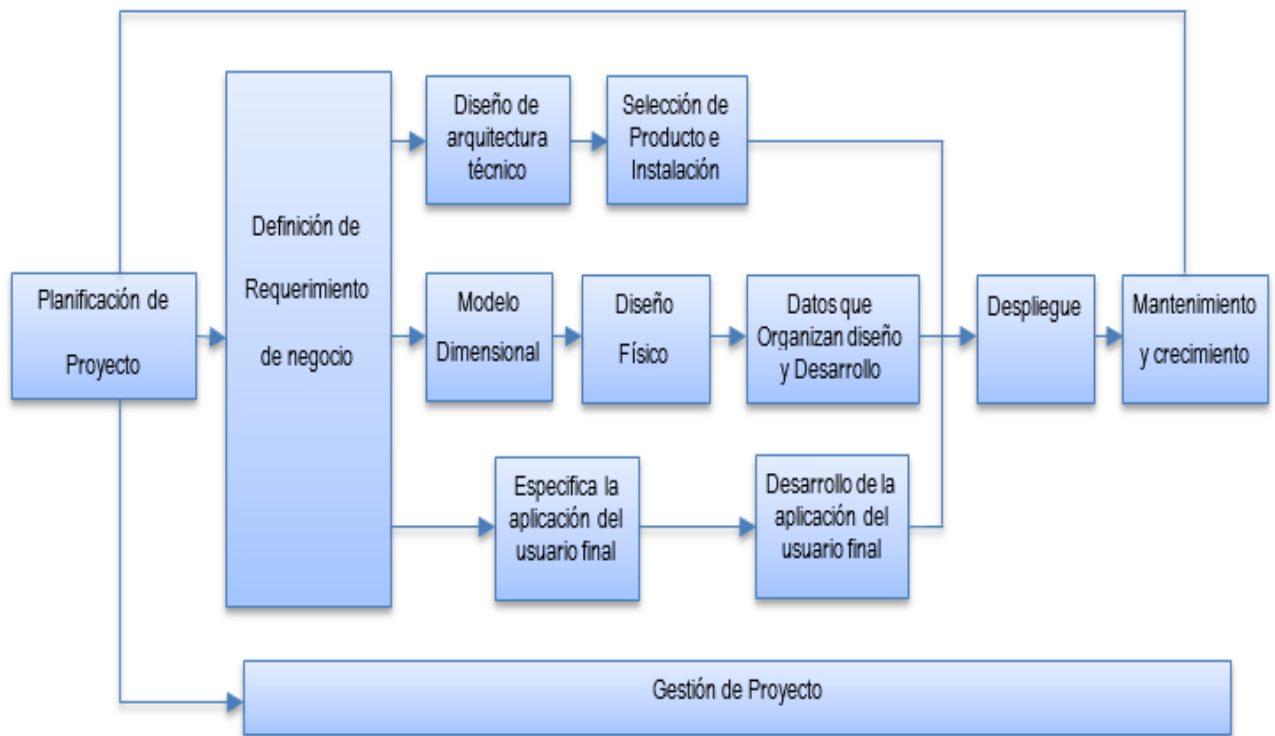 Planificación de
Proyecto
Definición de
Requerimiento
de negocio
Diseño de
arquitectura
técnico
Selección de
Producto e
Instalación
Modelo
Dimensional
Diseño
Físico
Datos que
Organizan diseño
y Desarrollo
Especifica la
aplicación del
usuario final
Desarrollo de la
aplicación del
usuario final
Despliegue
Mantenimiento
y crecimiento
Gestión de Proyecto